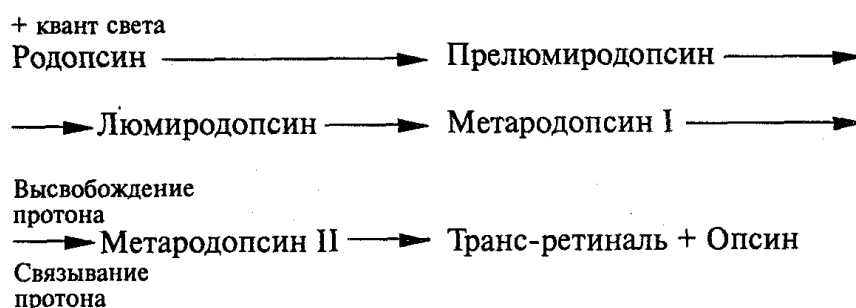 + квант света
Родопсин Прелюмиродопсин
Люмиродопсин Метародопсин I
Высвобождение
протона
Метародопсин II Транс-ретиналь + Опсин
Связывание
протона